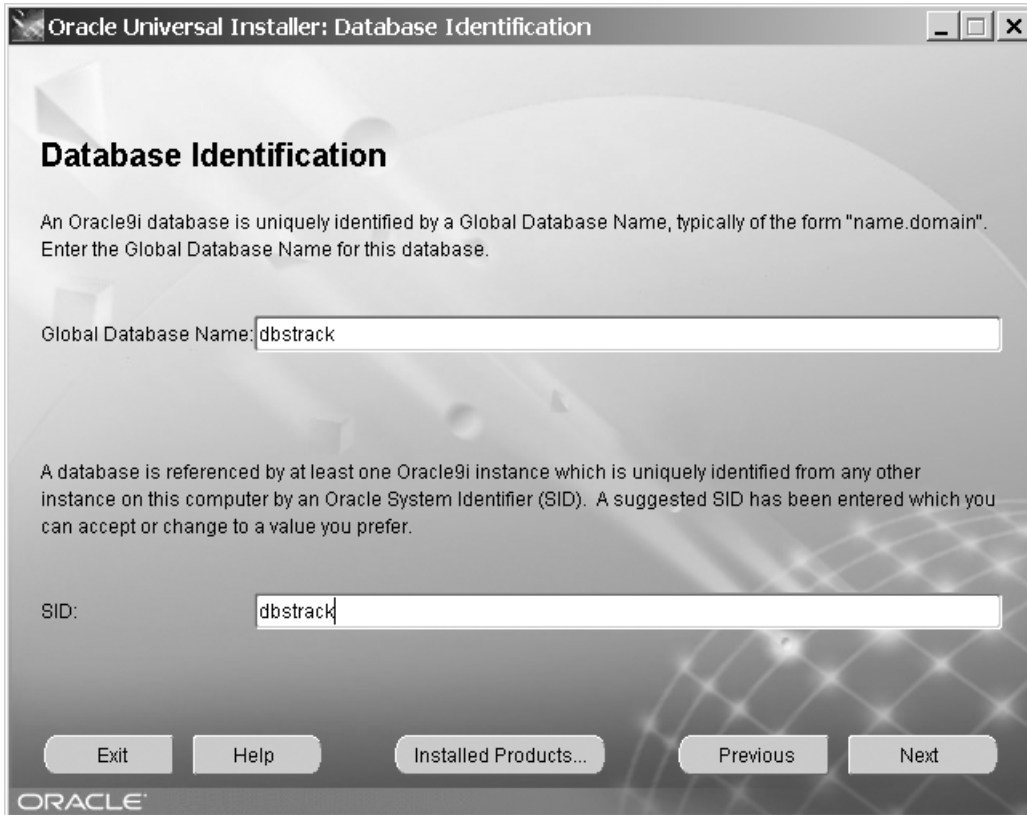 Oracle Universal Installer: Database Identification
Database Identification
An Oracle9i database is uniquely identified by a Global Database Name, typically of the form "name.domain".
Enter the Global Database Name for this database.
Global Database Name: dbstrack
A database is referenced by at least one Oracle9i instance which is uniquely identified from any other
instance on this computer by an Oracle System Identifier (SID). A suggested SID has been entered which you
can accept or change to a value you prefer.
SID: dbstrack
Exit Help Installed Products... Previous Next
ORACLE